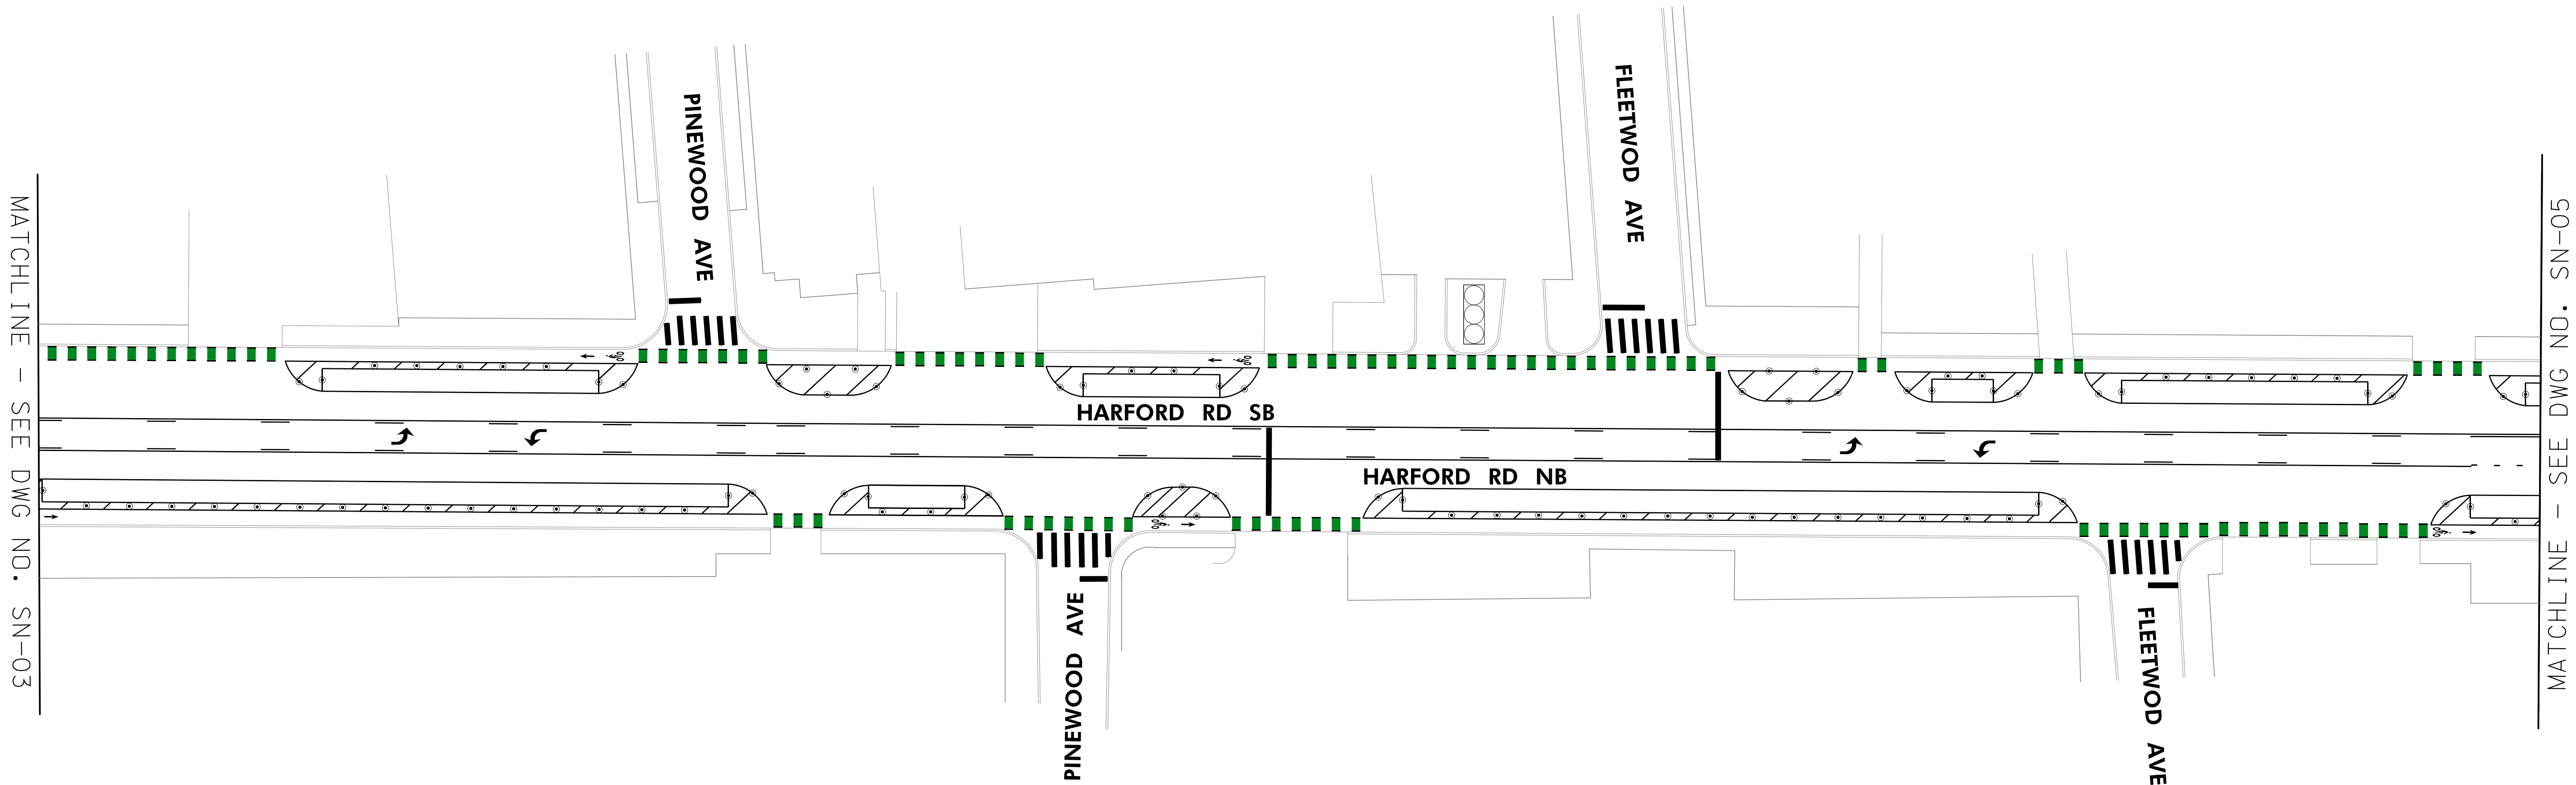 MATCHLINE - SEE DWG NO. SN-03
PINEWOOD AVE
FLEETWOD AVE
HARFORD RD SB
HARFORD RD NB
PINEWOOD AVE
FLEETWOD AVE
MATCHLINE - SEE DWG NO. SN-05